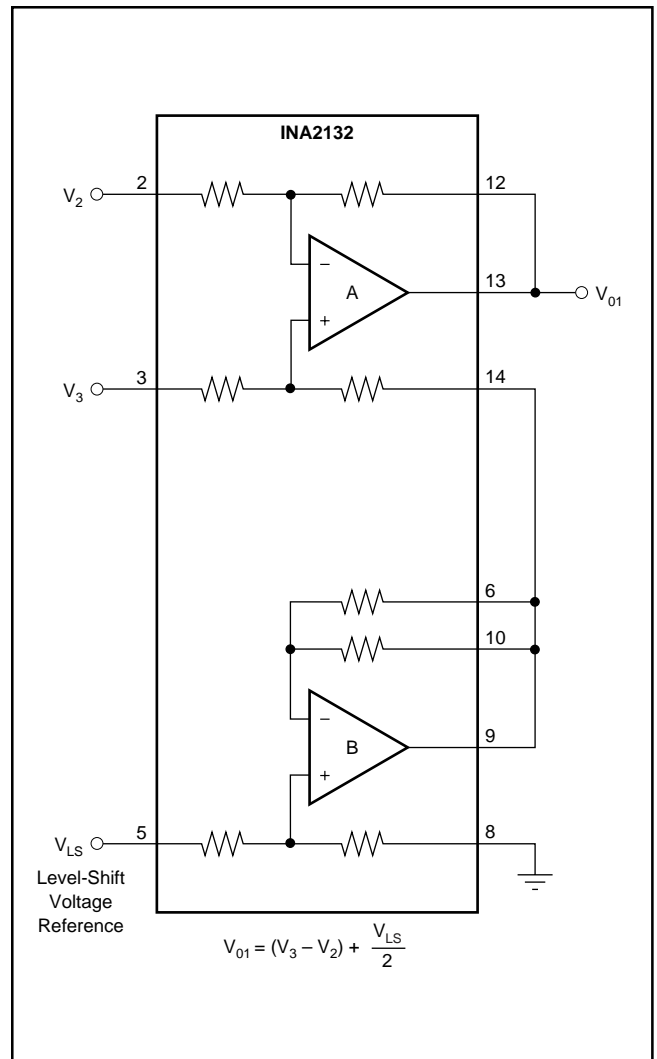 INA2132
V2
2
12
−
A
13
V01
+
V3
3
14
6
10
−
B
9
+
VLS
5
8
Level-Shift
Voltage
Reference
V01 = (V3 – V2) + VLS/2